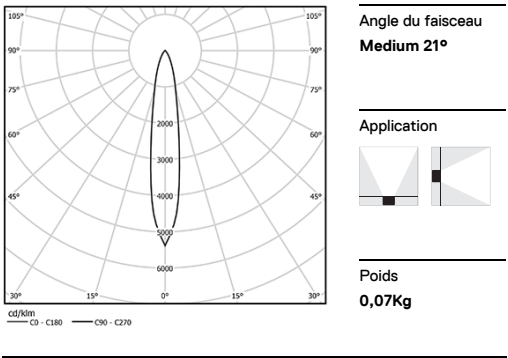 105° 105°
90° 90°
75° 75°
60° 60°
45° 45°
2000
3000
4000
5000
6000
30° 15° 0° 15° 30°
cd/klm
C0 - C180 C90 - C270
Angle du faisceau
Medium 21°
Application
Poids
0,07Kg